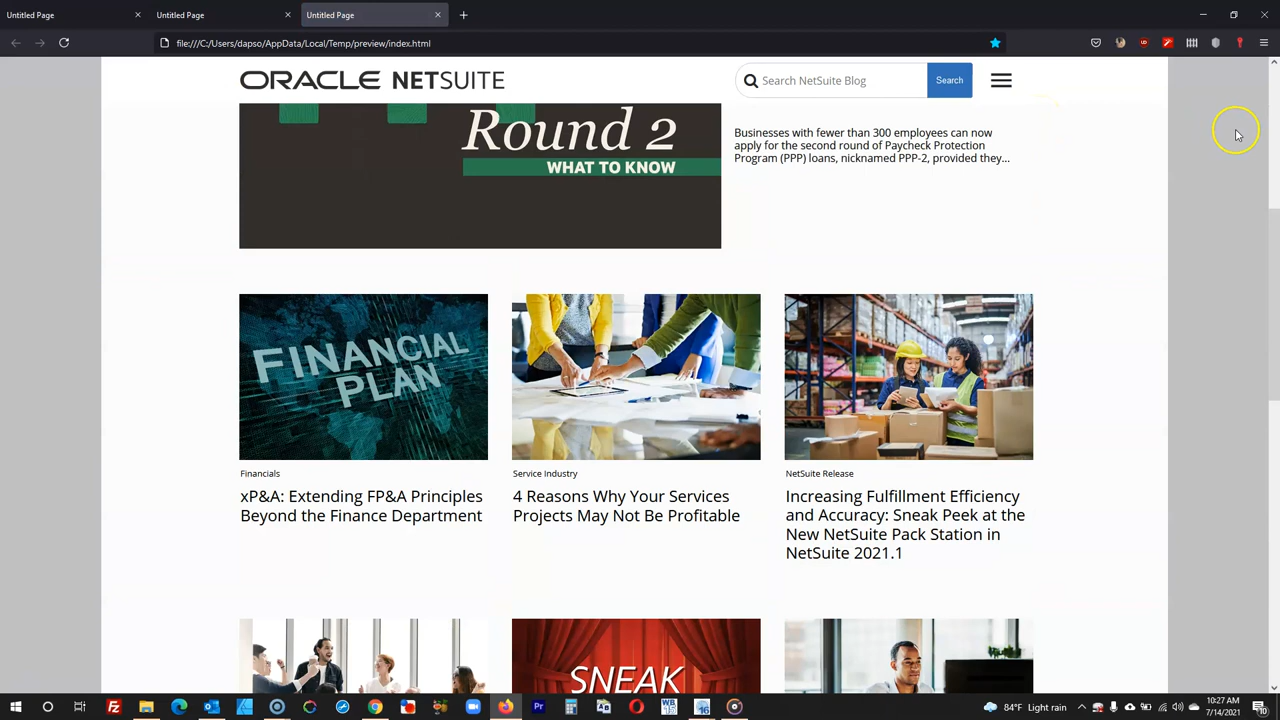 Untitled Page
Untitled Page
Untitled Page
file:///C:/Users/dapso/AppData/Local/Temp/preview/index.html
ORACLE NETSUITE
Search NetSuite Blog
Search
Round 2
WHAT TO KNOW
Businesses with fewer than 300 employees can now
apply for the second round of Paycheck Protection
Program (PPP) loans, nicknamed PPP-2, provided they...
FINANCIAL
PLAN
Financials
xP&A: Extending FP&A Principles
Beyond the Finance Department
Service Industry
4 Reasons Why Your Services
Projects May Not Be Profitable
NetSuite Release
Increasing Fulfillment Efficiency
and Accuracy: Sneak Peek at the
New NetSuite Pack Station in
NetSuite 2021.1
SNEAK
84°F Light rain
10:27 AM
7/14/2021